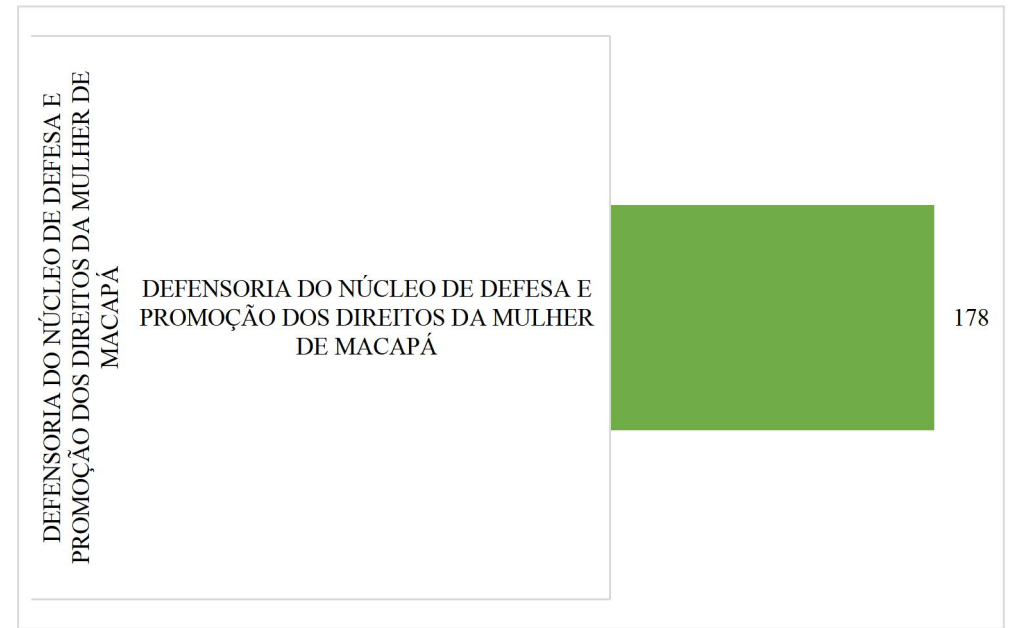 DEFENSORIA DO NÚCLEO DE DEFESA E
PROMOÇÃO DOS DIREITOS DA MULHER DE
MACAPÁ
DEFENSORIA DO NÚCLEO DE DEFESA E
PROMOÇÃO DOS DIREITOS DA MULHER
DE MACAPÁ
178